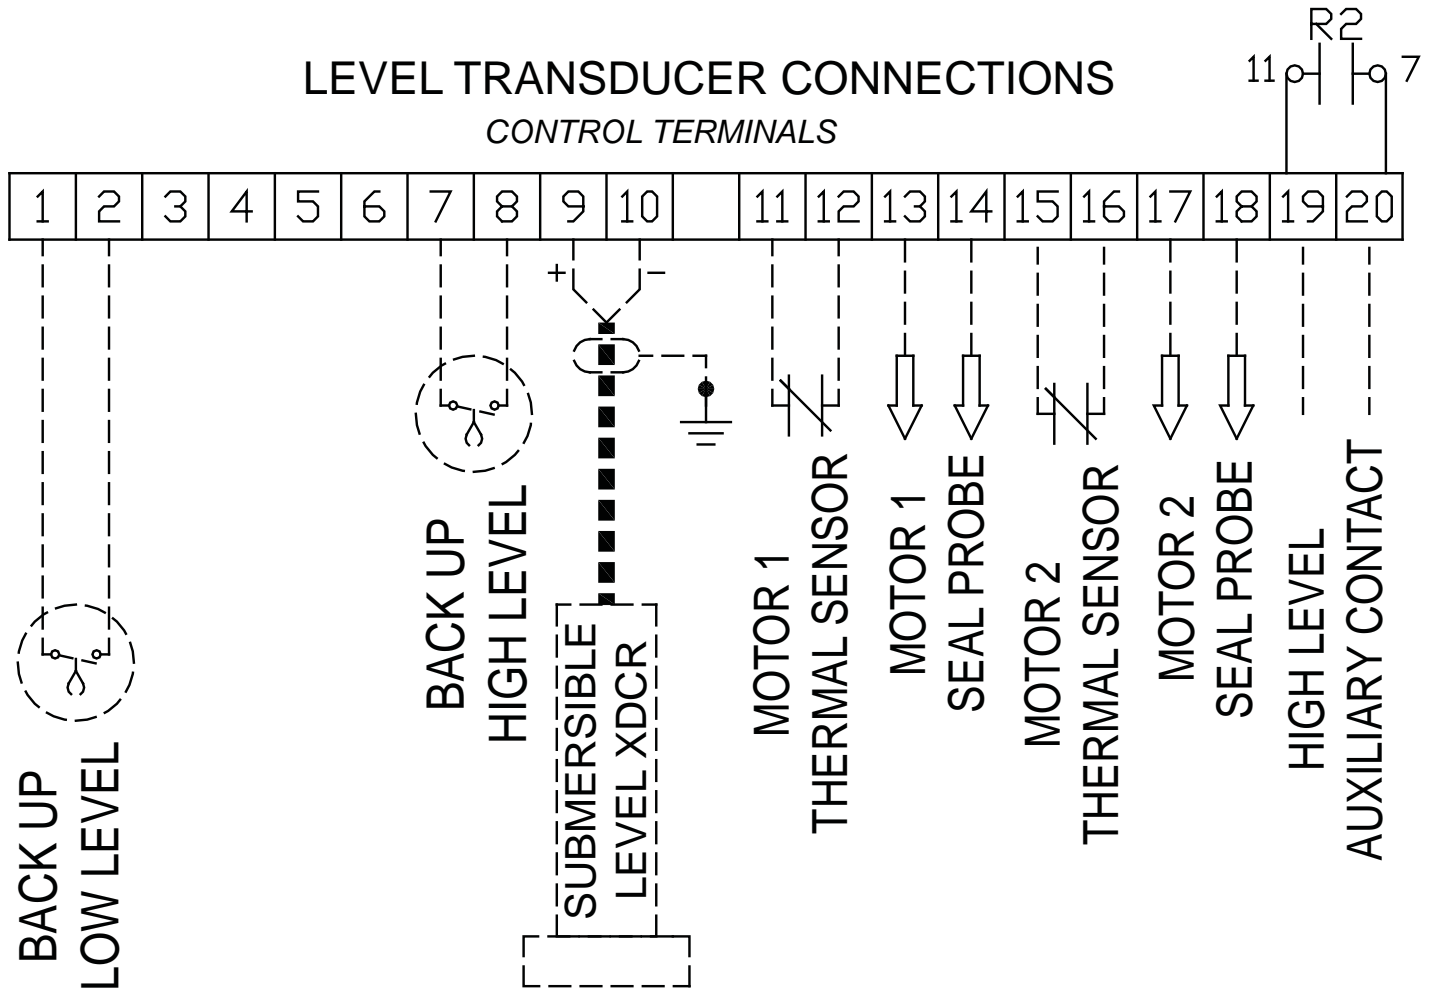 R2
LEVEL TRANSDUCER CONNECTIONS
11 7
CONTROL TERMINALS
1 2 3 4 5 6 7 8 9 10 11 12 13 14 15 16 17 18 19 20
+ −
BACK UP
LOW LEVEL
BACK UP
HIGH LEVEL
SUBMERSIBLE
LEVEL XDCR
MOTOR 1
THERMAL SENSOR
MOTOR 1
SEAL PROBE
MOTOR 2
THERMAL SENSOR
MOTOR 2
SEAL PROBE
HIGH LEVEL
AUXILIARY CONTACT